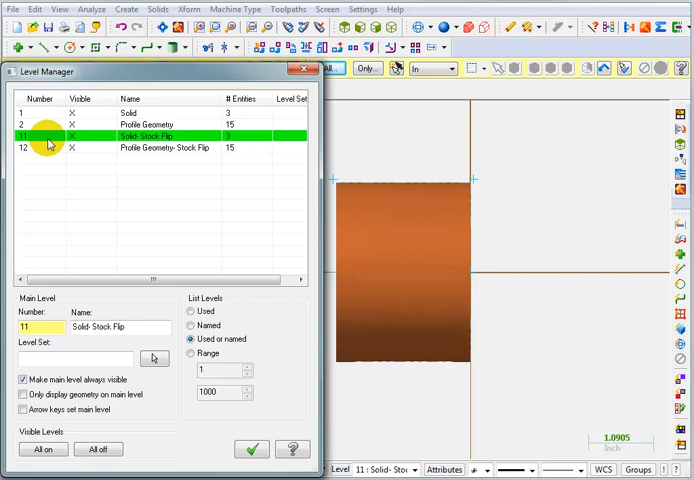 File Edit View Analyze Create Solids Xform Machine Type Toolpaths Screen Settings Help
Level Manager
All... Only... In
Number Visible Name # Entities Level Set
1 X Solid 3
2 X Profile Geometry 15
11 X Solid- Stock Flip 3
12 X Profile Geometry- Stock Flip 15
Main Level
Number: Name:
11 Solid- Stock Flip
Level Set:
Make main level always visible
Only display geometry on main level
Arrow keys set main level
List Levels
Used
Named
Used or named
Range
1
1000
Visible Levels
All on All off
1.0905
Inch
Level 11 : Solid- Stoc Attributes WCS Groups